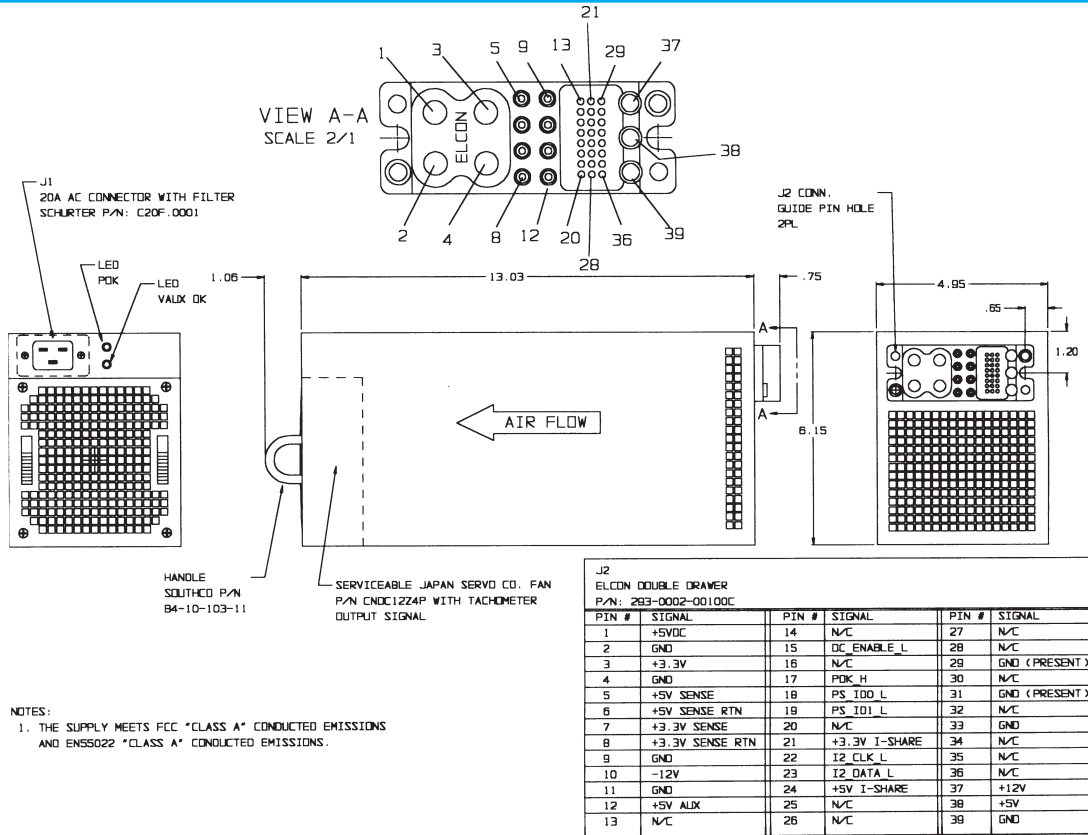 21
1
3
5
9
13
29
37
VIEW A-A
SCALE 2/1
ELCON
38
2
4
8
12
20
28
36
39
J1
20A AC CONNECTOR WITH FILTER
SCHURTER P/N: C20F.0001
J2 CONN.
GUIDE PIN HOLE
2PL
LED
POK
LED
VAUX OK
1.06
13.03
.75
4.95
.65
1.20
A
A
6.15
AIR FLOW
HANDLE
SOUTHCO P/N
B4-10-103-11
SERVICEABLE JAPAN SERVO CO. FAN
P/N CNDC12Z4P WITH TACHOMETER
OUTPUT SIGNAL
NOTES:
1. THE SUPPLY MEETS FCC "CLASS A" CONDUCTED EMISSIONS
AND EN55022 "CLASS A" CONDUCTED EMISSIONS.
J2
ELCON DOUBLE DRAWER
P/N: 293-0002-00100C
PIN # SIGNAL PIN # SIGNAL PIN # SIGNAL
1 +5VDC 14 N/C 27 N/C
2 GND 15 DC_ENABLE_L 28 N/C
3 +3.3V 16 N/C 29 GND (PRESENT)
4 GND 17 POK_H 30 N/C
5 +5V SENSE 18 PS_ID0_L 31 GND (PRESENT)
6 +5V SENSE RTN 19 PS_ID1_L 32 N/C
7 +3.3V SENSE 20 N/C 33 GND
8 +3.3V SENSE RTN 21 +3.3V I-SHARE 34 N/C
9 GND 22 I2_CLK_L 35 N/C
10 -12V 23 I2_DATA_L 36 N/C
11 GND 24 +5V I-SHARE 37 +12V
12 +5V AUX 25 N/C 38 +5V
13 N/C 26 N/C 39 GND